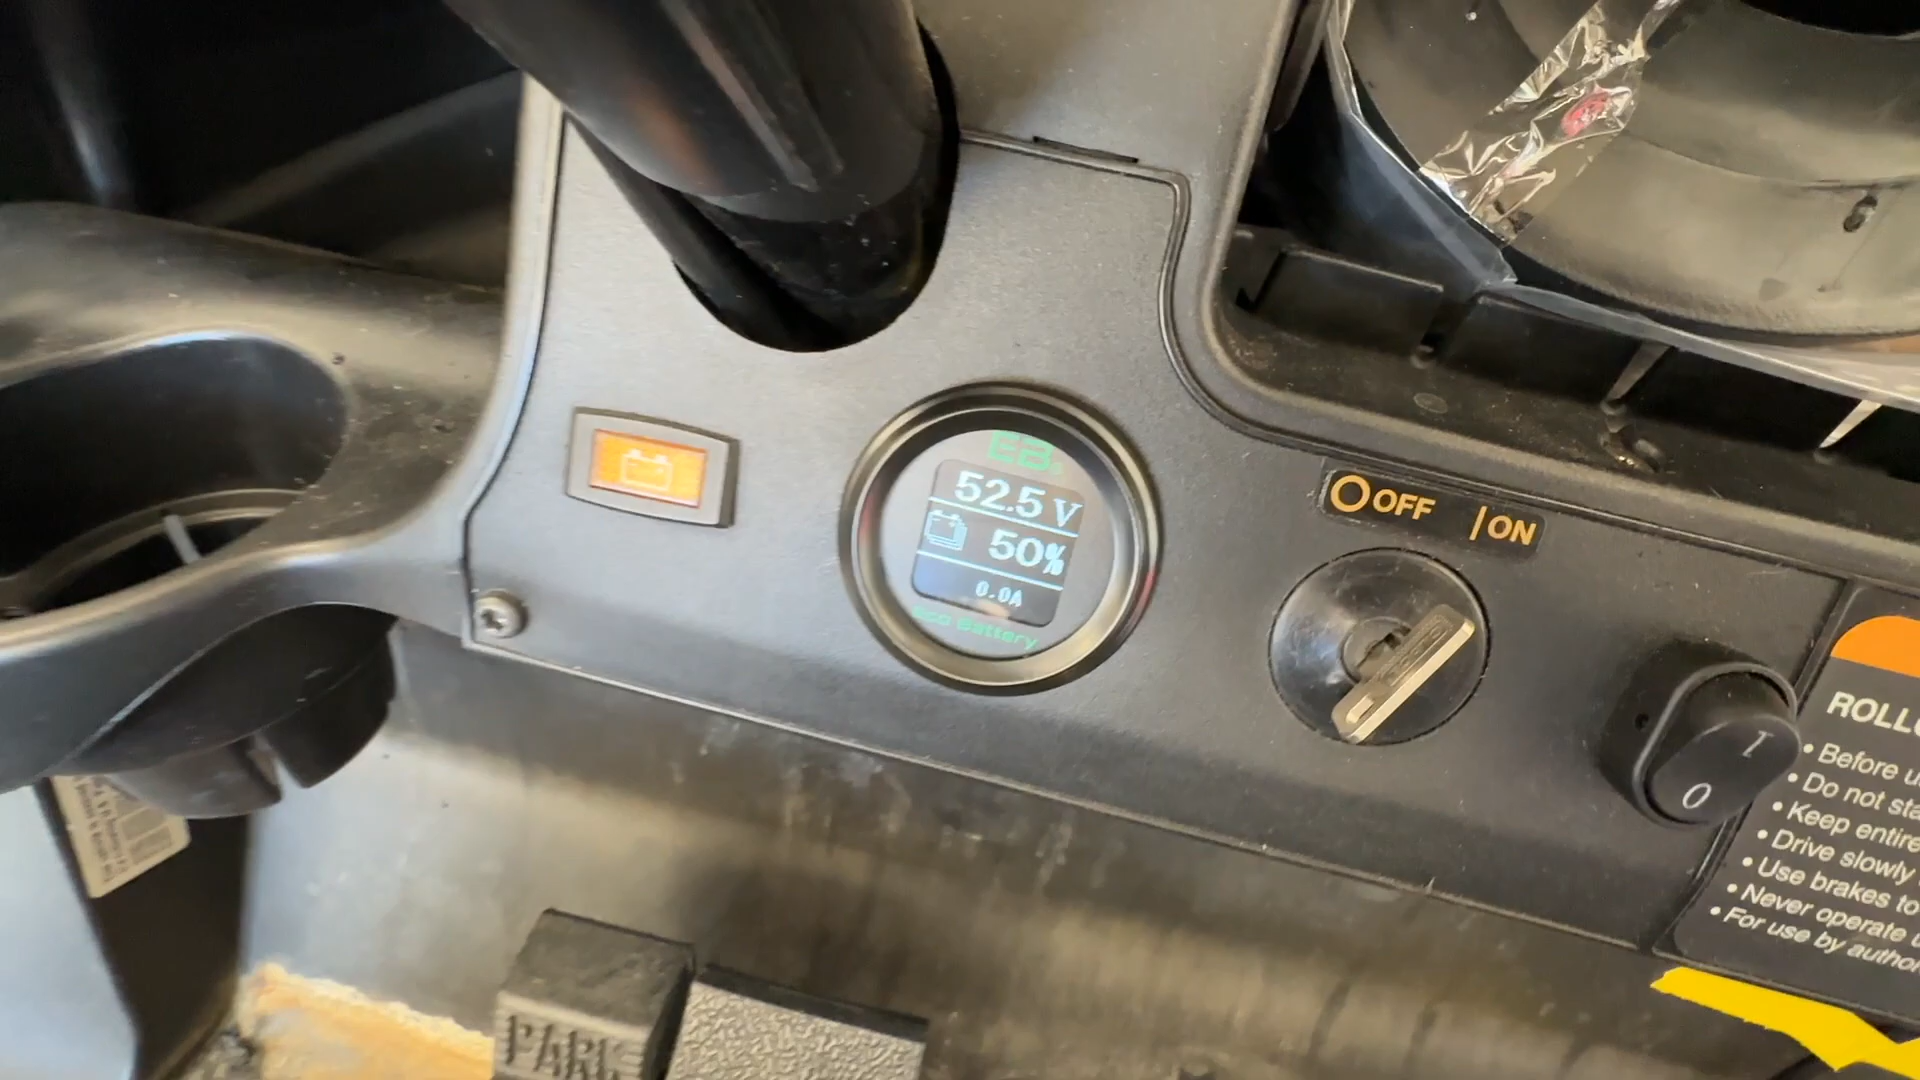 EB
52.5 V
50%
0.0A
Eco Battery
OFF | ON
I
O
ROLL
• Before u
• Do not sta
• Keep entire
• Drive slowly
• Use brakes to
• Never operate
• For use by author
PARK